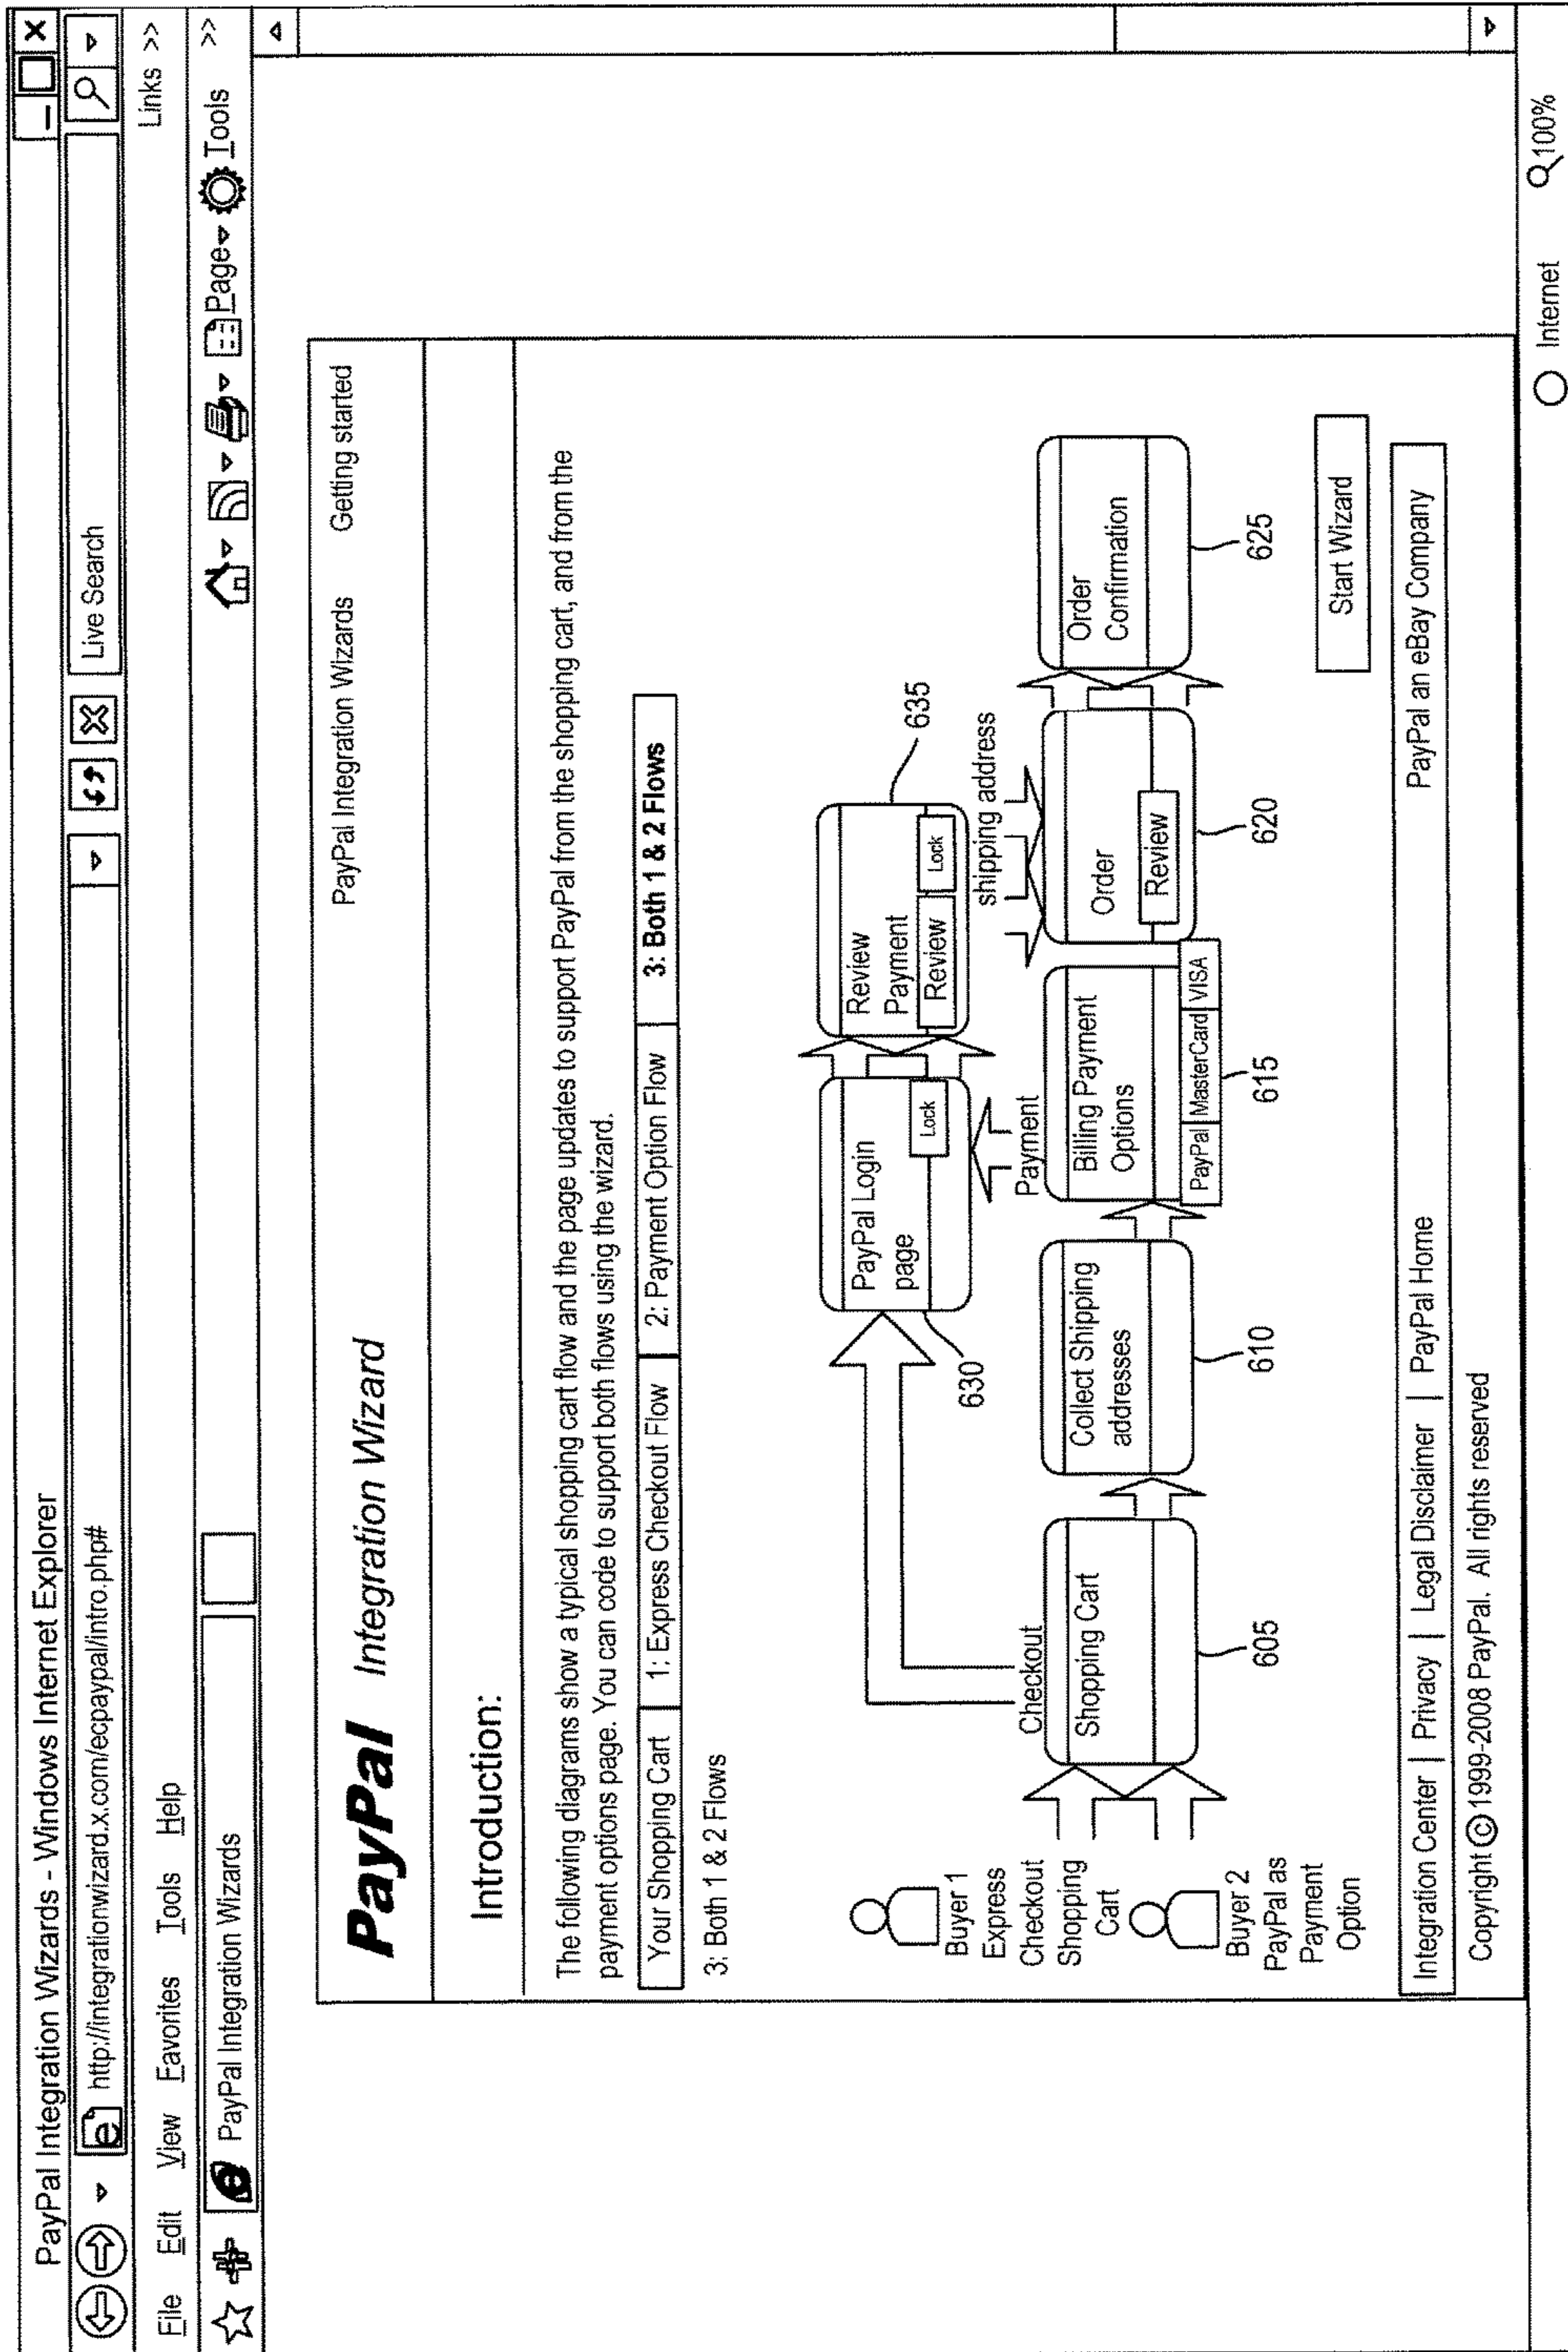 PayPal Integration Wizards - Windows Internet Explorer
http://integrationwizard.x.com/ecpaypal/intro.php#
Live Search
File Edit View Favorites Tools Help
Links >>
PayPal Integration Wizards
Page Tools >>
PayPal Integration Wizard
PayPal Integration Wizards Getting started
Introduction:
The following diagrams show a typical shopping cart flow and the page updates to support PayPal from the shopping cart, and from the
payment options page. You can code to support both flows using the wizard.
Your Shopping Cart 1: Express Checkout Flow 2: Payment Option Flow 3: Both 1 & 2 Flows
3: Both 1 & 2 Flows
Buyer 1
Express
Checkout
Shopping
Cart
Buyer 2
PayPal as
Payment
Option
Checkout
Shopping Cart
605
Collect Shipping
addresses
610
PayPal Login
page
Lock
630
Payment
Billing Payment
Options
PayPal MasterCard VISA
615
Review
Payment
Review Lock
635
shipping address
Order
Review
620
Order
Confirmation
625
Start Wizard
Integration Center | Privacy | Legal Disclaimer | PayPal Home
PayPal an eBay Company
Copyright © 1999-2008 PayPal. All rights reserved
Internet 100%